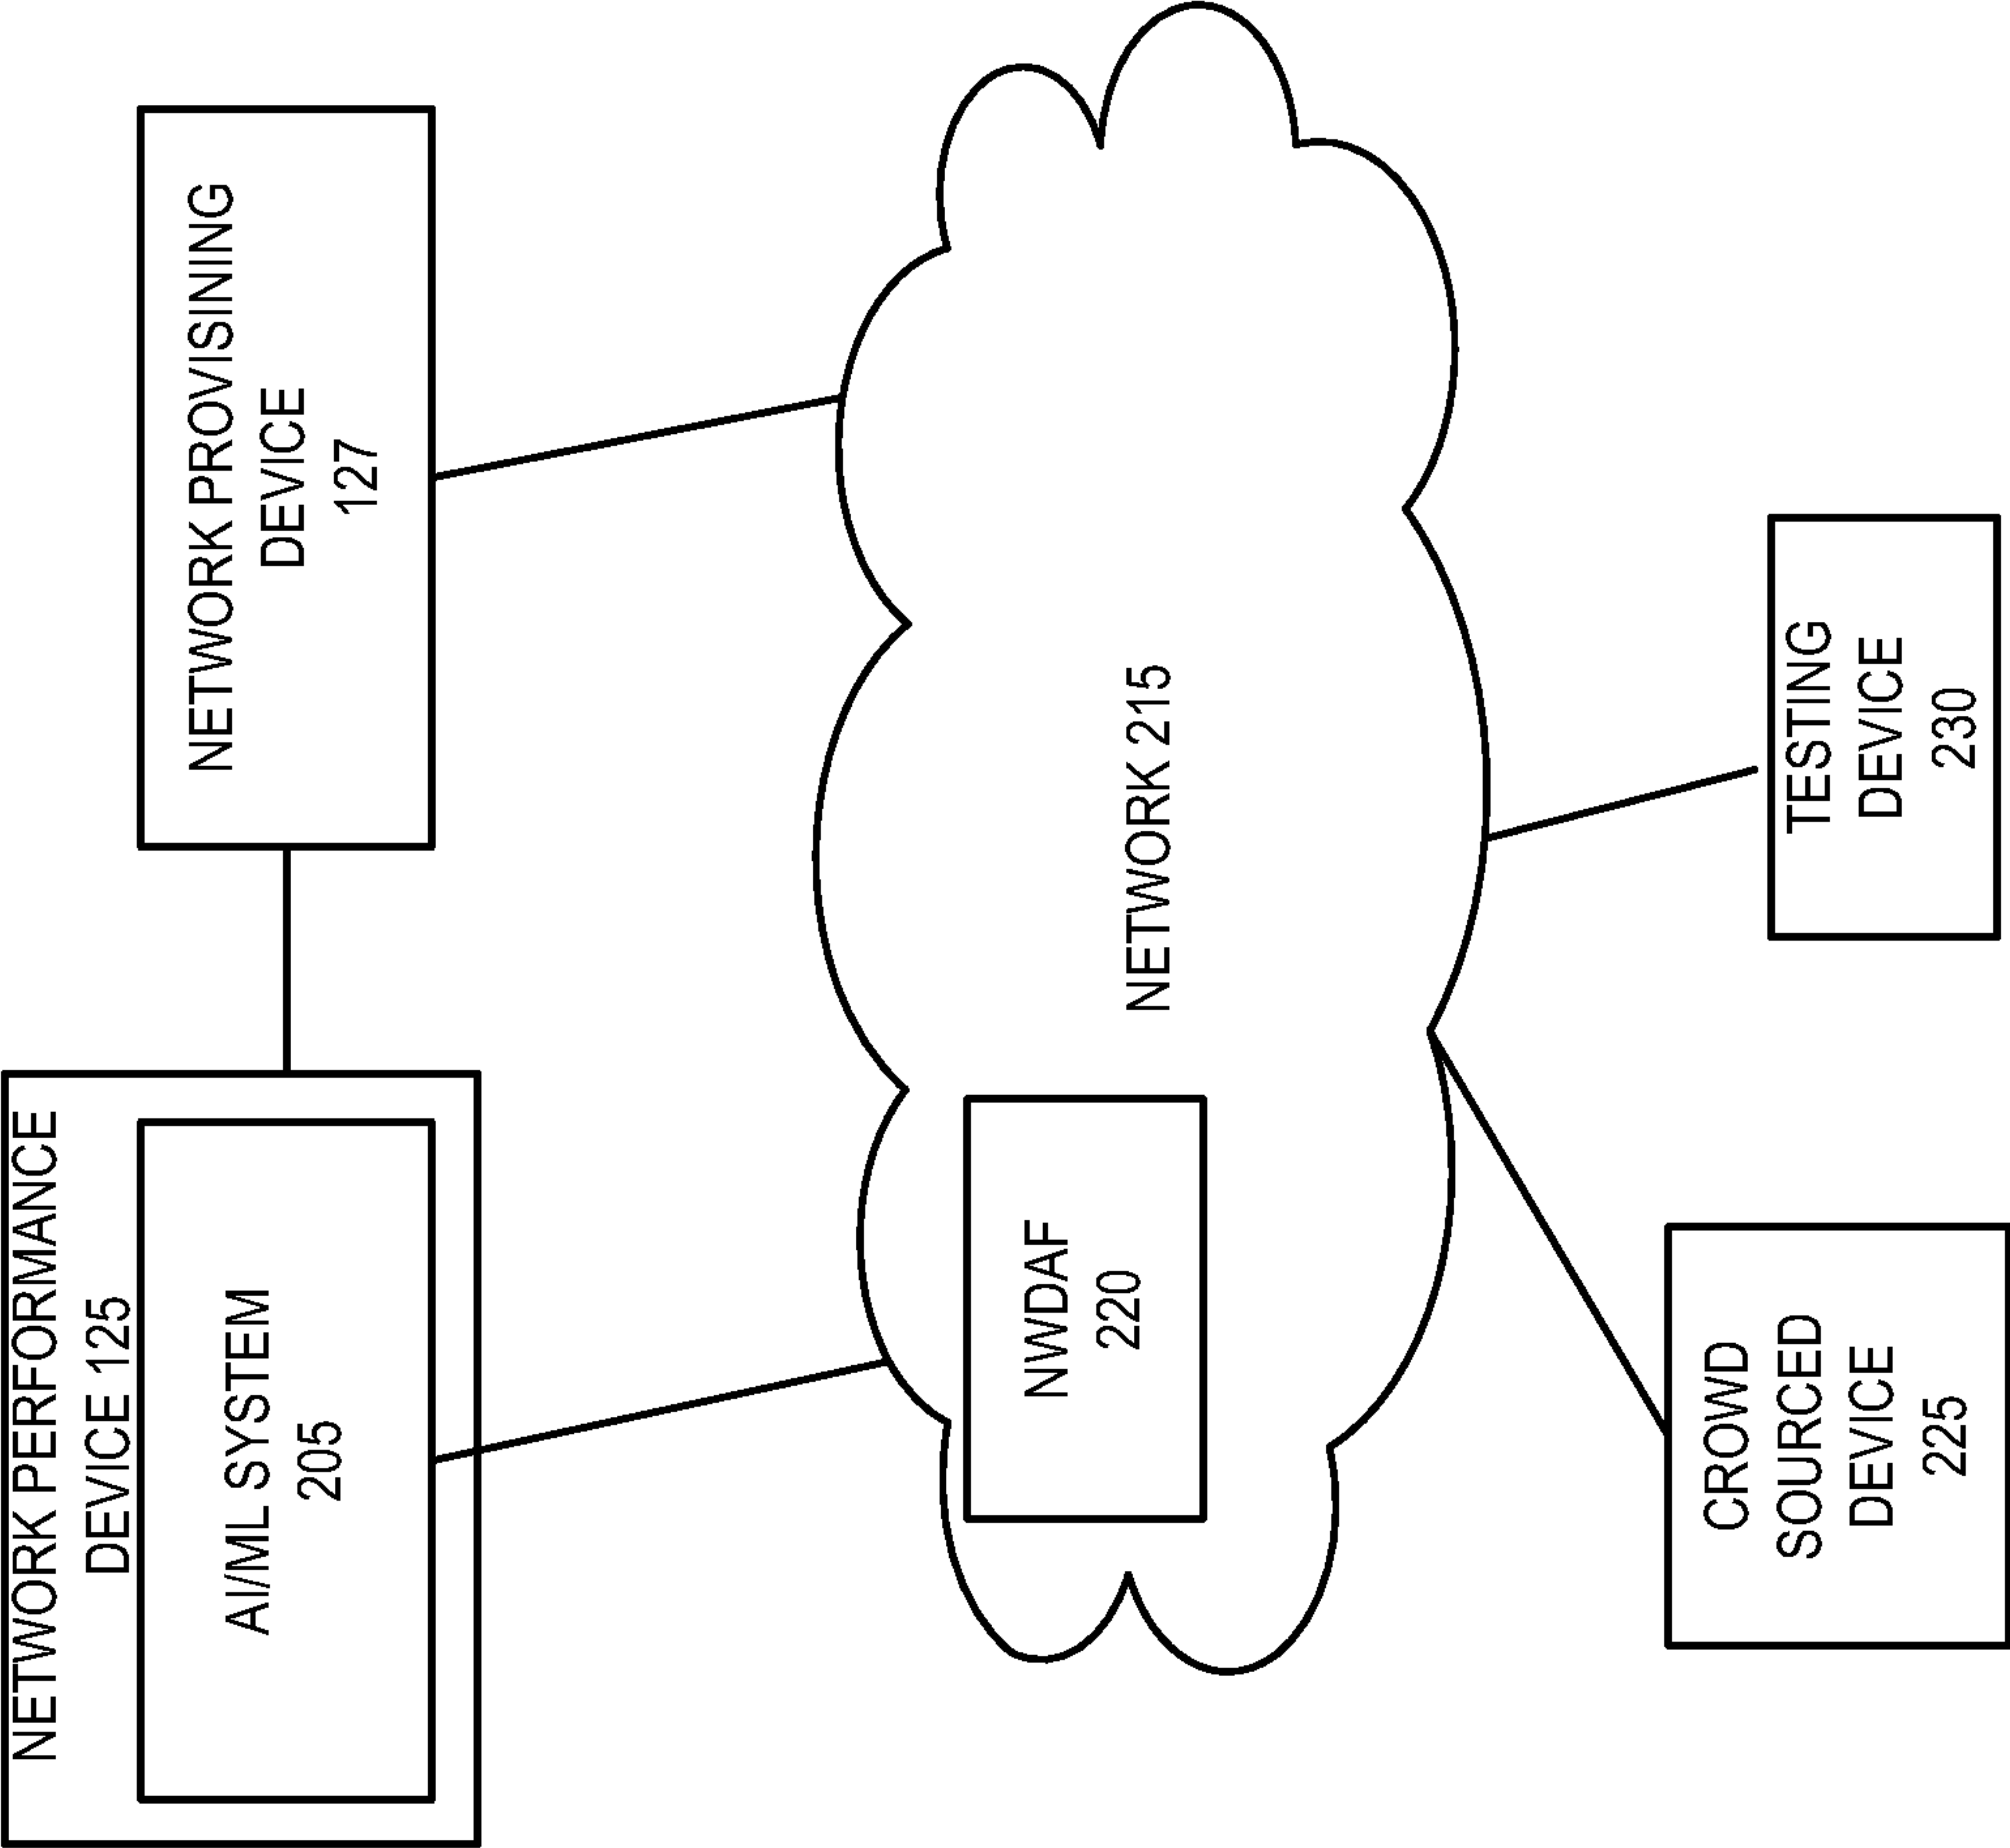 NETWORK PERFORMANCE
DEVICE 125
AI/ML SYSTEM
205
NETWORK PROVISINING
DEVICE
127
NETWORK 215
NWDAF
220
CROWD
SOURCED
DEVICE
225
TESTING
DEVICE
230